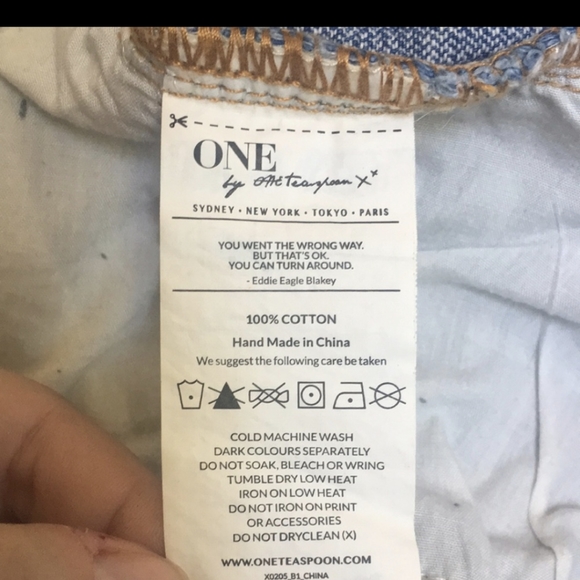 ONE
by One teaspoon X+
SYDNEY • NEW YORK • TOKYO • PARIS
YOU WENT THE WRONG WAY.
BUT THAT'S OK.
YOU CAN TURN AROUND.
- Eddie Eagle Blakey
100% COTTON
Hand Made in China
We suggest the following care be taken
COLD MACHINE WASH
DARK COLOURS SEPARATELY
DO NOT SOAK, BLEACH OR WRING
TUMBLE DRY LOW HEAT
IRON ON LOW HEAT
DO NOT IRON ON PRINT
OR ACCESSORIES
DO NOT DRYCLEAN (X)
WWW.ONETEASPOON.COM
X0205_B1_CHINA